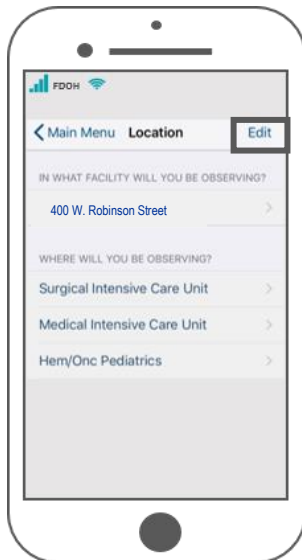 FDOH
Main Menu Location Edit
IN WHAT FACILITY WILL YOU BE OBSERVING?
400 W. Robinson Street
WHERE WILL YOU BE OBSERVING?
Surgical Intensive Care Unit
Medical Intensive Care Unit
Hem/Onc Pediatrics